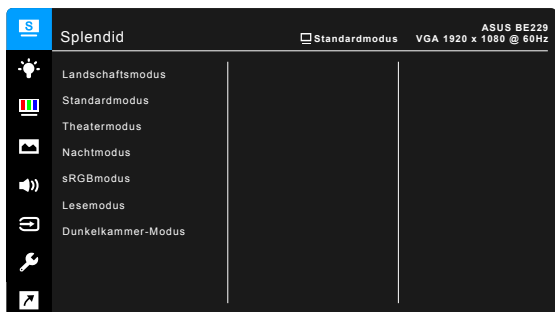 S
Splendid
Standardmodus
ASUS BE229
VGA 1920 x 1080 @ 60Hz
Landschaftsmodus
Standardmodus
Theatermodus
Nachtmodus
sRGBmodus
Lesemodus
Dunkelkammer-Modus